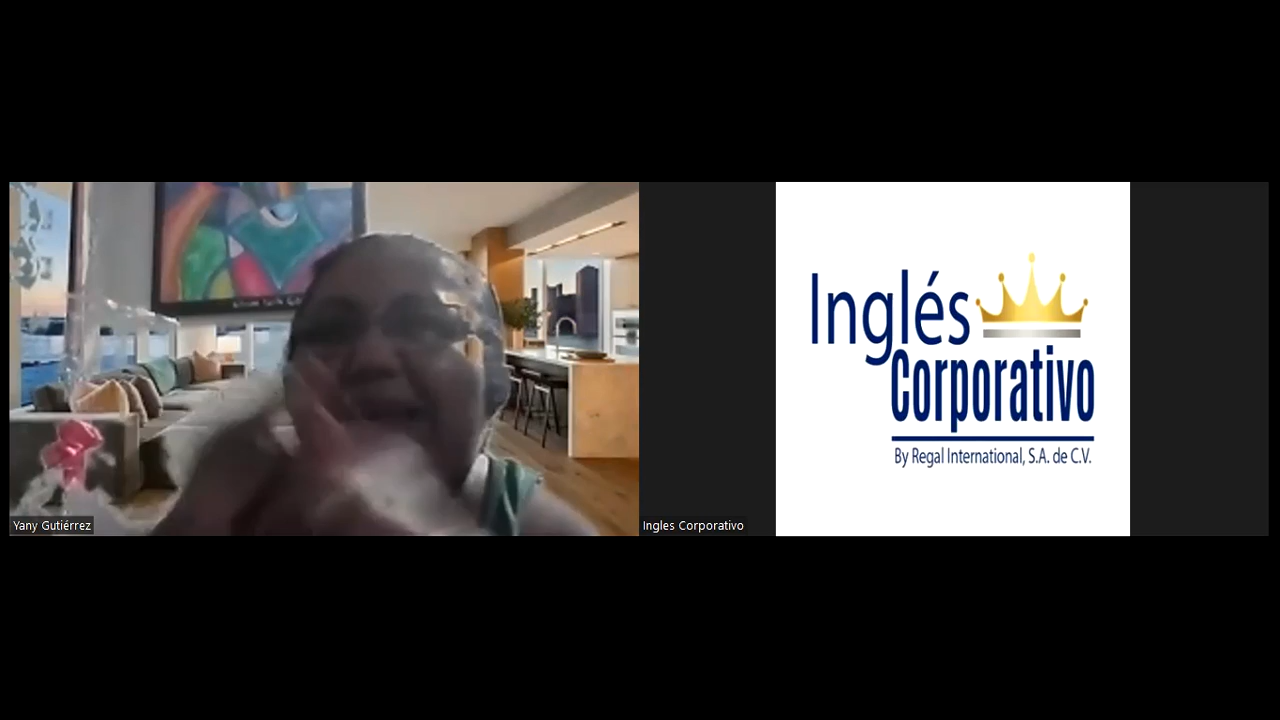 Yany Gutiérrez
Inglés
Corporativo
By Regal International, S.A. de C.V.
Ingles Corporativo